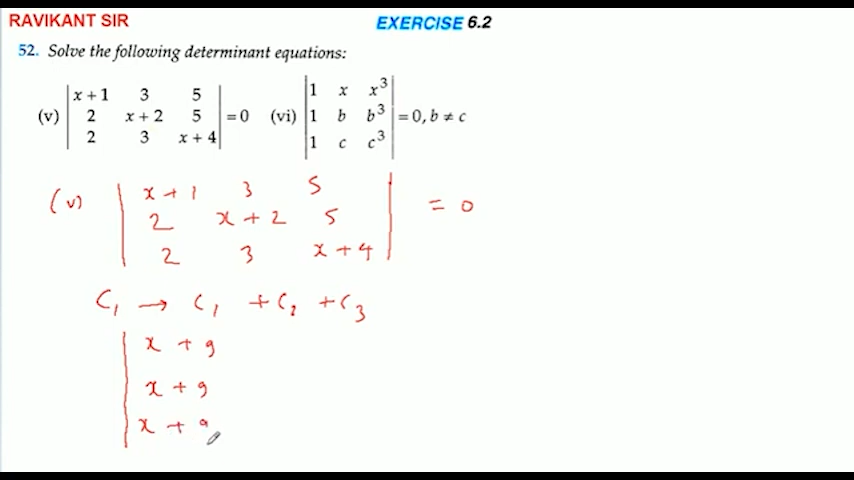 RAVIKANT SIR
EXERCISE 6.2
52. Solve the following determinant equations:
(v) | x + 1 3 5 | = 0 (vi) | 1 x x³ | = 0, b ≠ c
| 2 x + 2 5 | | 1 b b³ |
| 2 3 x + 4 | | 1 c c³ |
(v) | x + 1 3 5 | = 0
| 2 x + 2 5 |
| 2 3 x + 4 |
C₁ → C₁ + C₂ + C₃
| x + 9
| x + 9
| x + 9